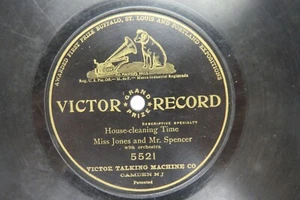 AWARDED FIRST PRIZE BUFFALO, ST. LOUIS AND PORTLAND EXPOSITIONS
VICTOR RECORD
GRAND PRIZE
DESCRIPTIVE SPECIALTY
House-cleaning Time
Miss Jones and Mr. Spencer
with orchestra
5521
VICTOR TALKING MACHINE CO
CAMDEN N J
Patented